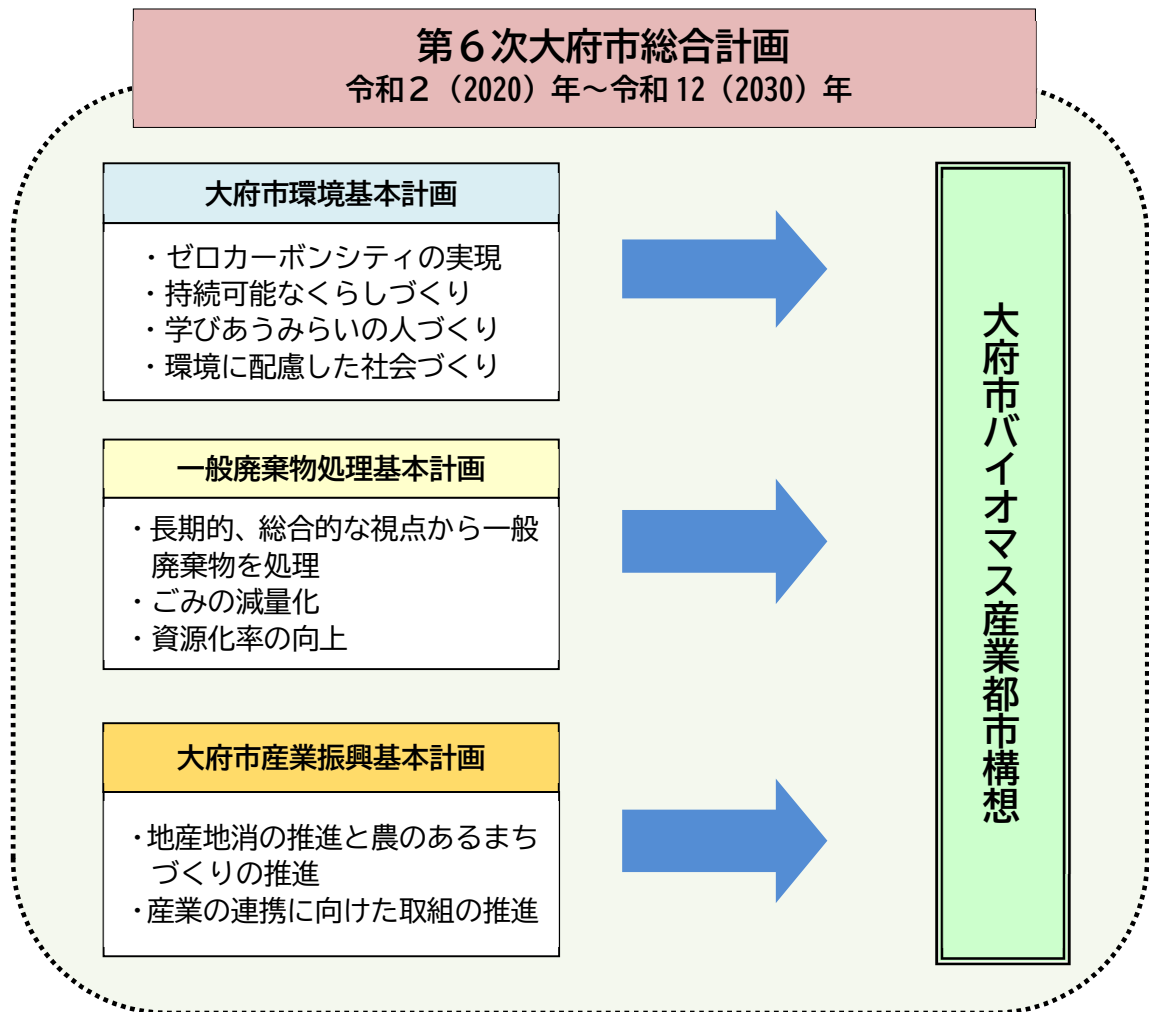 第６次大府市総合計画
令和２（2020）年～令和 12（2030）年
大府市環境基本計画
・ゼロカーボンシティの実現
・持続可能なくらしづくり
・学びあうみらいの人づくり
・環境に配慮した社会づくり
一般廃棄物処理基本計画
・長期的、総合的な視点から一般
廃棄物を処理
・ごみの減量化
・資源化率の向上
大府市産業振興基本計画
・地産地消の推進と農のあるまち
づくりの推進
・産業の連携に向けた取組の推進
大府市バイオマス産業都市構想